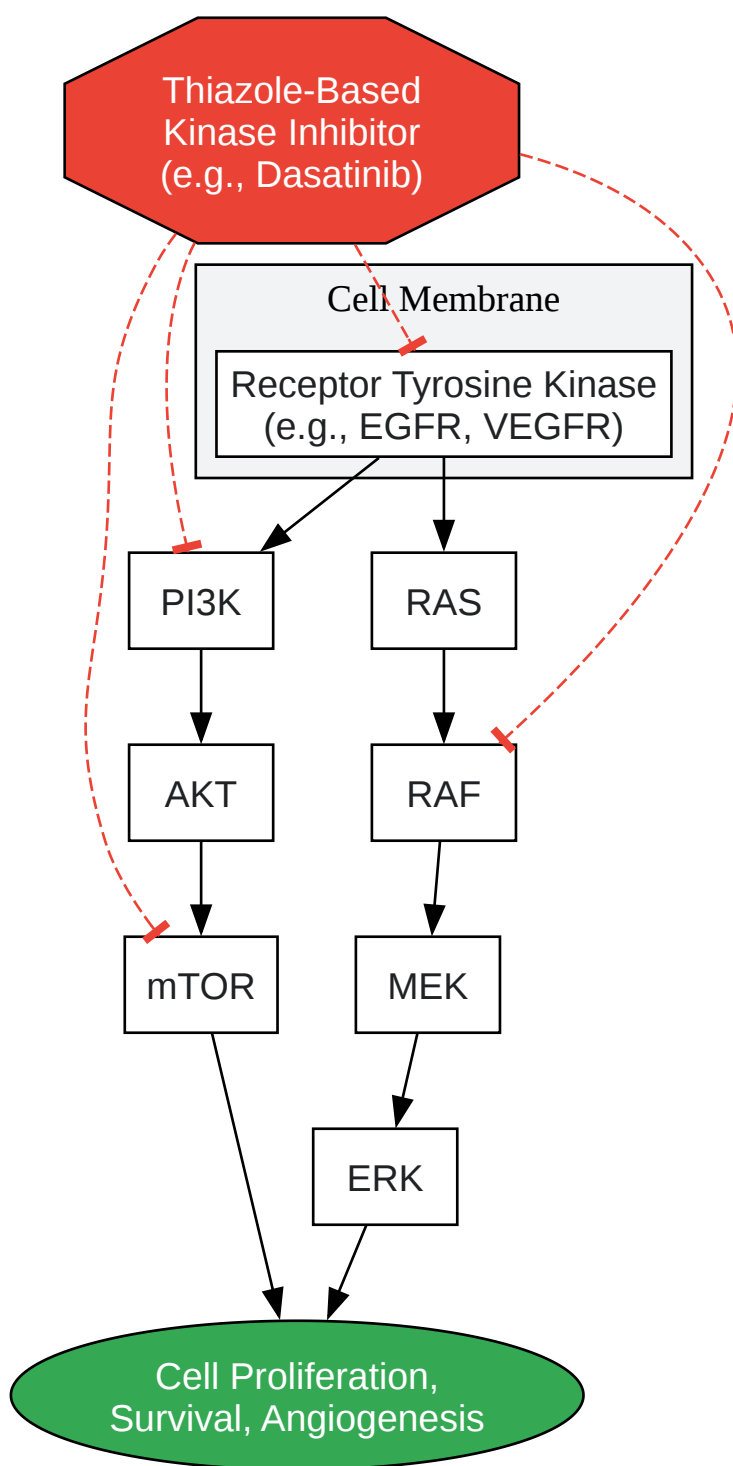 Thiazole-Based
Kinase Inhibitor
(e.g., Dasatinib)
Cell Membrane
Receptor Tyrosine Kinase
(e.g., EGFR, VEGFR)
PI3K
RAS
AKT
RAF
mTOR
MEK
ERK
Cell Proliferation,
Survival, Angiogenesis